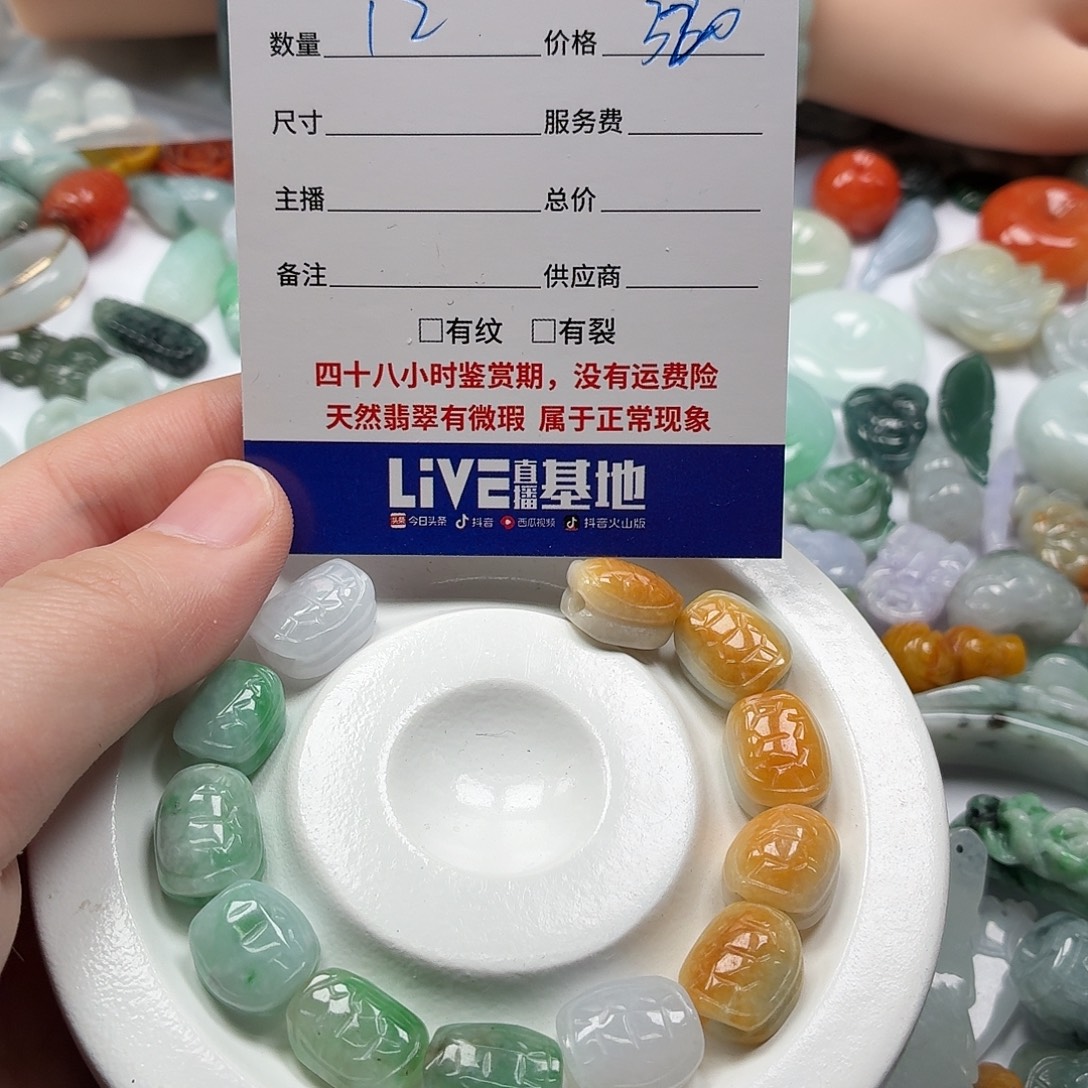 数量 12 价格
尺寸 服务费
主播 总价
备注 供应商
□有纹 □有裂
四十八小时鉴赏期，没有运费险
天然翡翠有微瑕 属于正常现象
LiVE直播基地
头条 今日头条 抖音 西瓜视频 抖音火山版